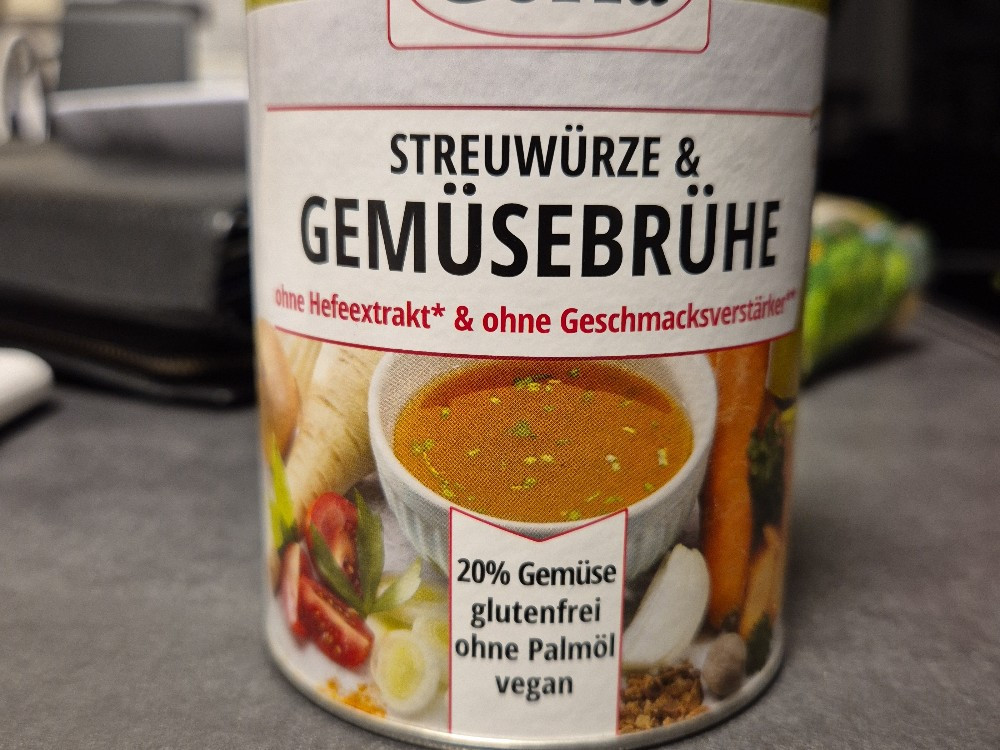 STREUWÜRZE &
GEMÜSEBRÜHE
ohne Hefeextrakt* & ohne Geschmacksverstärker**
20% Gemüse
glutenfrei
ohne Palmöl
vegan